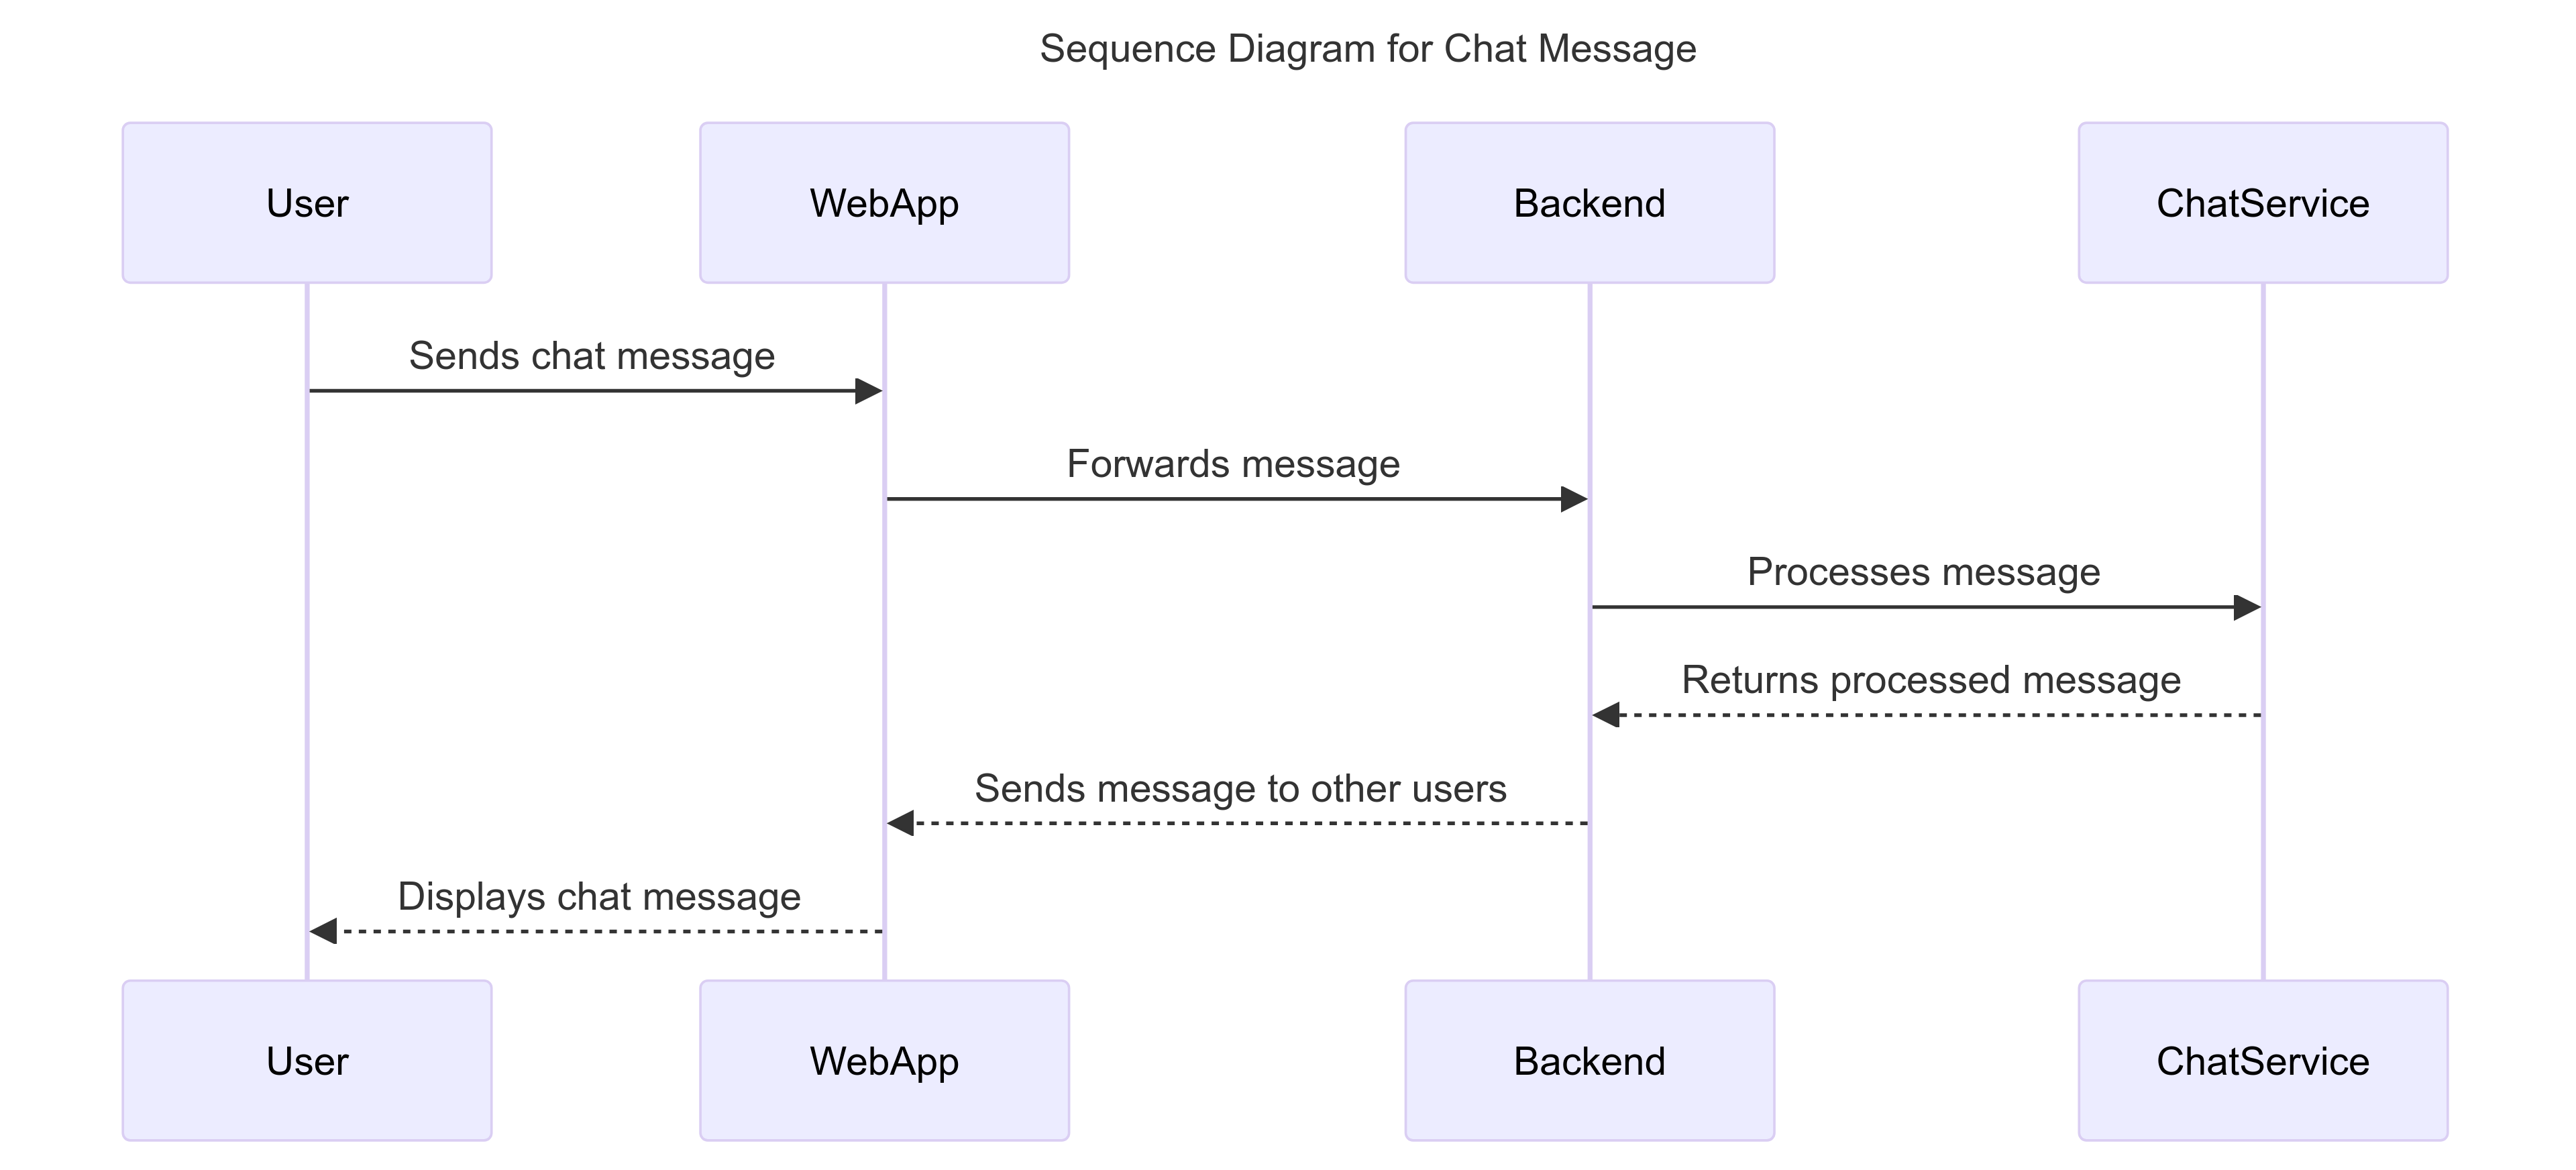 Sequence Diagram for Chat Message
User
WebApp
Backend
ChatService
Sends chat message
Forwards message
Processes message
Returns processed message
Sends message to other users
Displays chat message
User
WebApp
Backend
ChatService